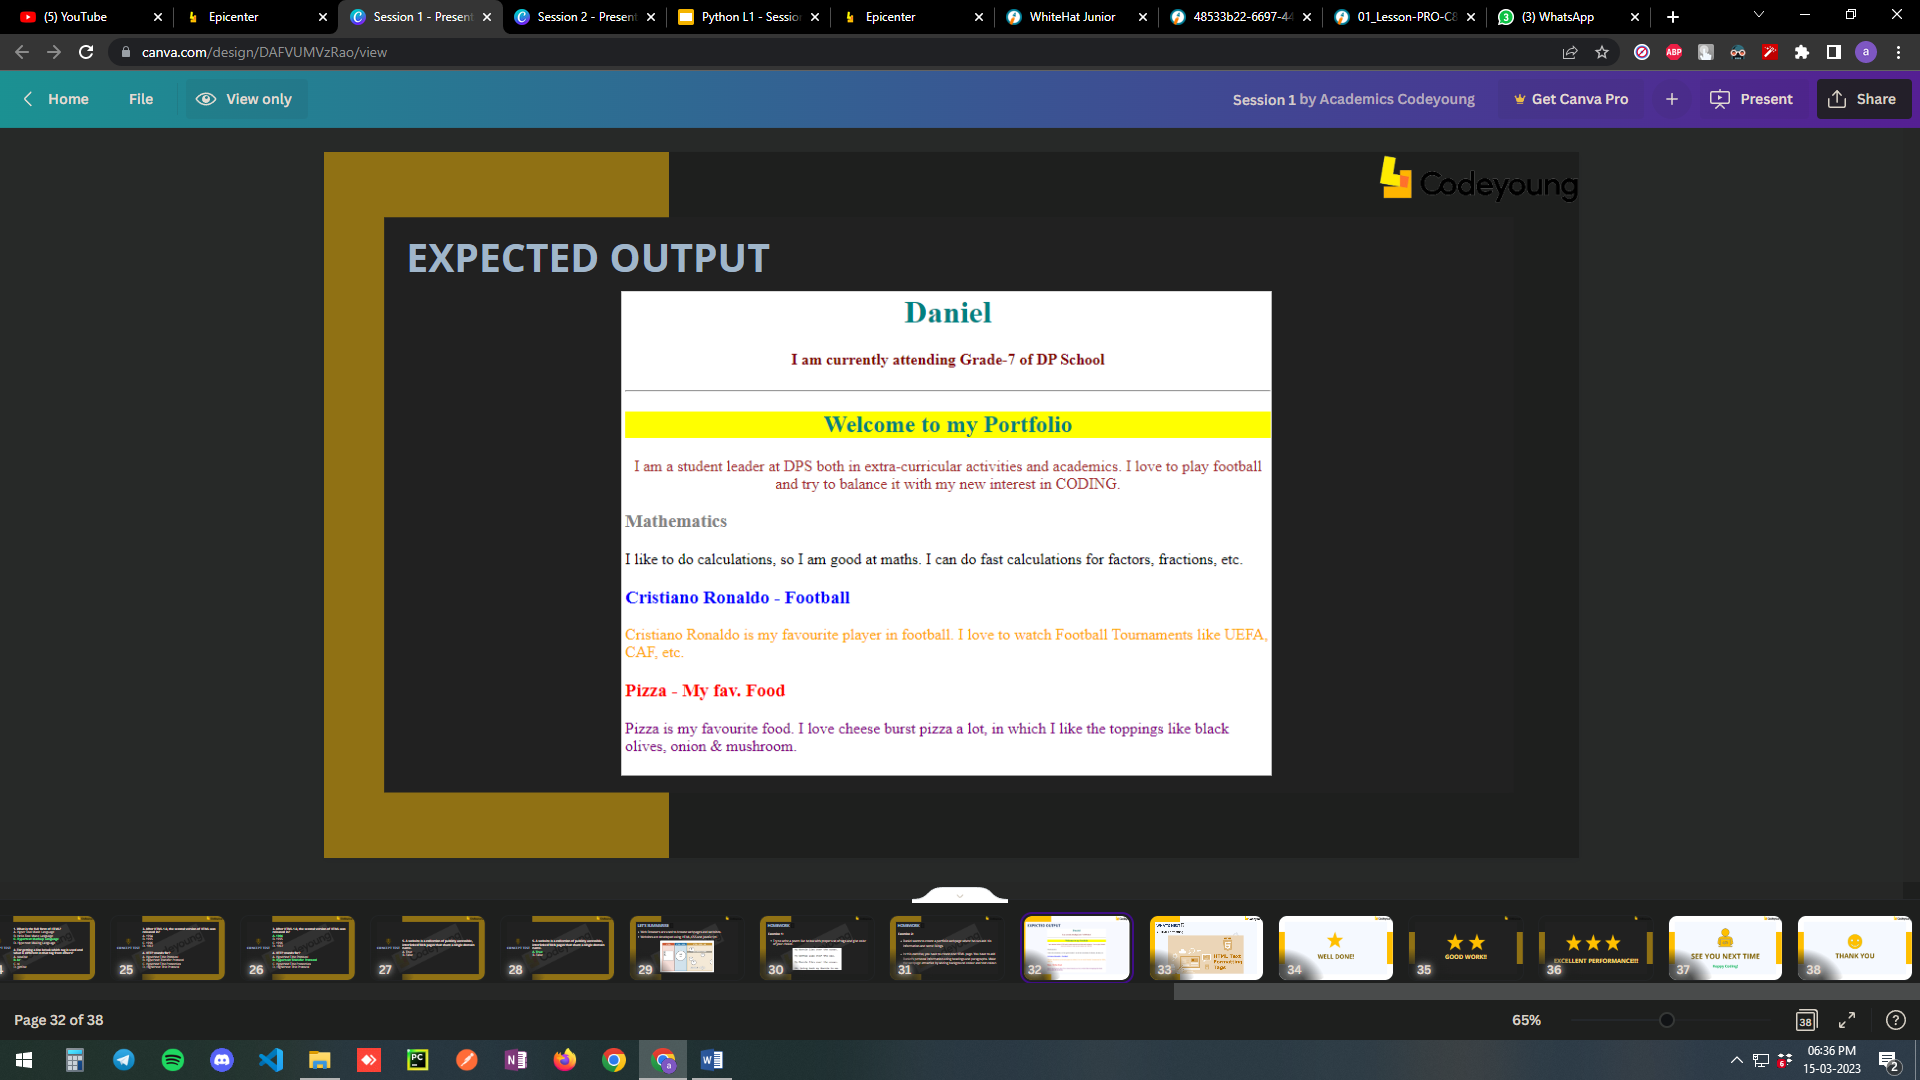 (5) YouTube
Epicenter
Session 1 - Present
Session 2 - Present
Python L1 - Session
Epicenter
WhiteHat Junior
48533b22-6697-44
01_Lesson-PRO-C8
(3) WhatsApp
canva.com/design/DAFVUMVzRao/view
ABP
a
Home
File
View only
Session 1 by Academics Codeyoung
Get Canva Pro
Present
Share
Codeyoung
EXPECTED OUTPUT
Daniel
I am currently attending Grade-7 of DP School
Welcome to my Portfolio
I am a student leader at DPS both in extra-curricular activities and academics. I love to play football
and try to balance it with my new interest in CODING.
Mathematics
I like to do calculations, so I am good at maths. I can do fast calculations for factors, fractions, etc.
Cristiano Ronaldo - Football
Cristiano Ronaldo is my favourite player in football. I love to watch Football Tournaments like UEFA,
CAF, etc.
Pizza - My fav. Food
Pizza is my favourite food. I love cheese burst pizza a lot, in which I like the toppings like black
olives, onion & mushroom.
25
26
27
28
29
30
31
32
33
34
WELL DONE!
35
GOOD WORK!!
36
EXCELLENT PERFORMANCE!!!
37
SEE YOU NEXT TIME
38
THANK YOU
Page 32 of 38
65%
38
06:36 PM
15-03-2023
2